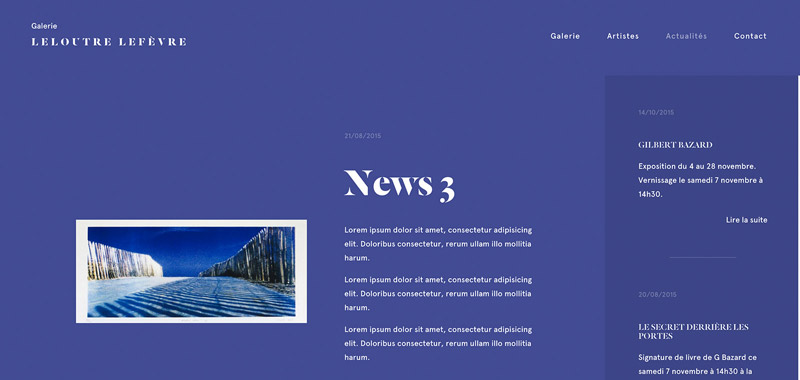 Galerie
LELOUTRE LEFÈVRE
Galerie
Artistes
Actualités
Contact
21/08/2015
News 3
Lorem ipsum dolor sit amet, consectetur adipisicing
elit. Doloribus consectetur, rerum ullam illo mollitia
harum.
Lorem ipsum dolor sit amet, consectetur adipisicing
elit. Doloribus consectetur, rerum ullam illo mollitia
harum.
Lorem ipsum dolor sit amet, consectetur adipisicing
elit. Doloribus consectetur, rerum ullam illo mollitia
harum.
14/10/2015
GILBERT BAZARD
Exposition du 4 au 28 novembre.
Vernissage le samedi 7 novembre à
14h30.
Lire la suite
20/08/2015
LE SECRET DERRIÈRE LES
PORTES
Signature de livre de G Bazard ce
samedi 7 novembre à 14h30 à la